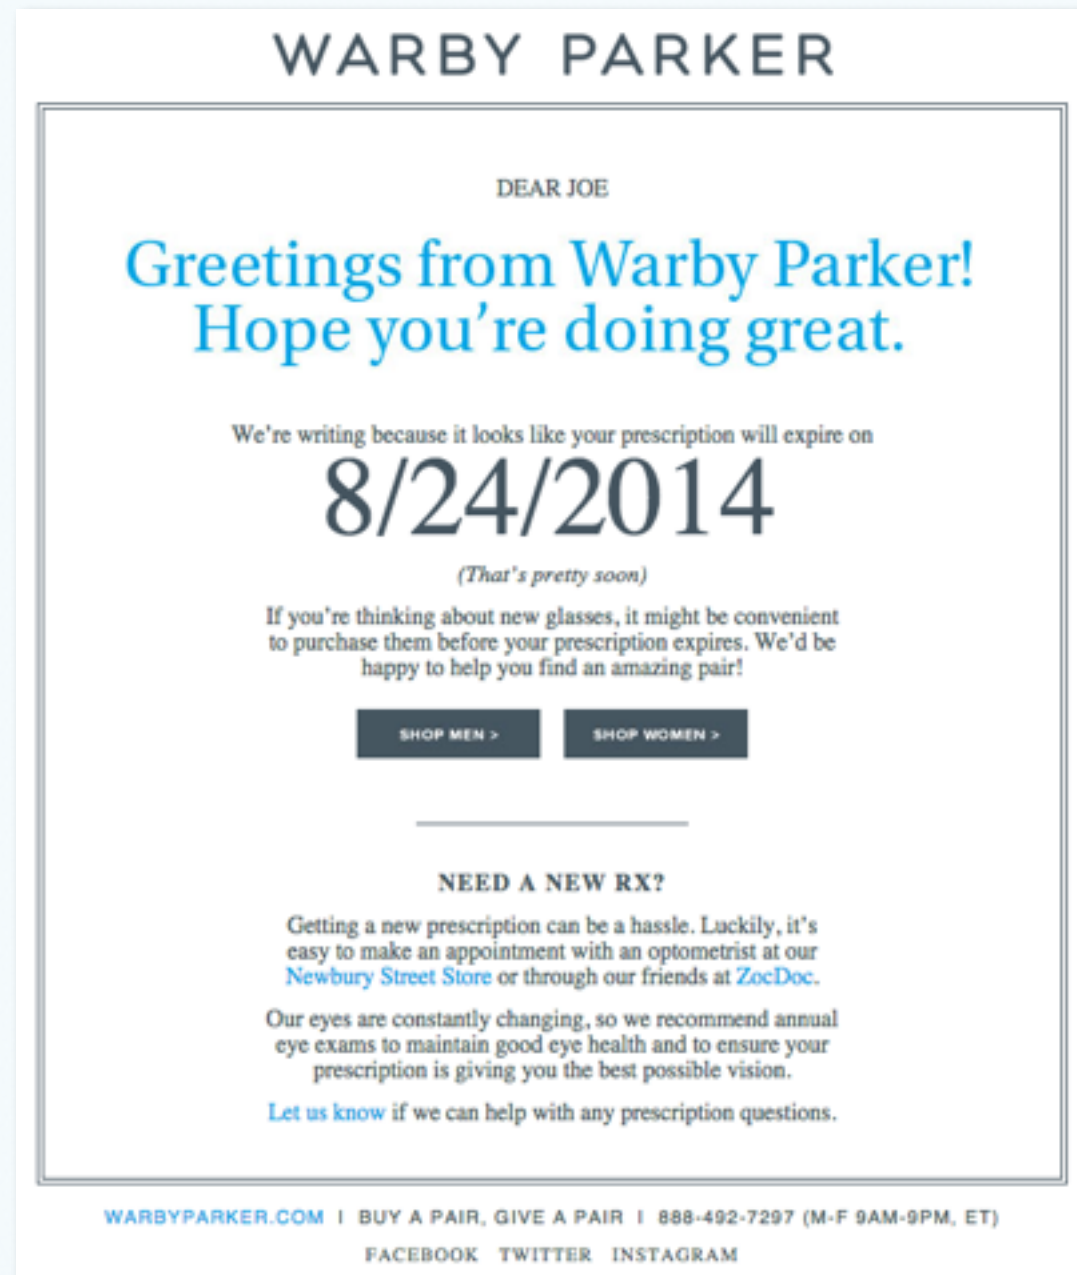 WARBY PARKER
DEAR JOE
Greetings from Warby Parker!
Hope you're doing great.
We're writing because it looks like your prescription will expire on
8/24/2014
(That's pretty soon)
If you're thinking about new glasses, it might be convenient
to purchase them before your prescription expires. We'd be
happy to help you find an amazing pair!
SHOP MEN > SHOP WOMEN >
NEED A NEW RX?
Getting a new prescription can be a hassle. Luckily, it's
easy to make an appointment with an optometrist at our
Newbury Street Store or through our friends at ZocDoc.
Our eyes are constantly changing, so we recommend annual
eye exams to maintain good eye health and to ensure your
prescription is giving you the best possible vision.
Let us know if we can help with any prescription questions.
WARBYPARKER.COM | BUY A PAIR, GIVE A PAIR | 888-492-7297 (M-F 9AM-9PM, ET)
FACEBOOK TWITTER INSTAGRAM